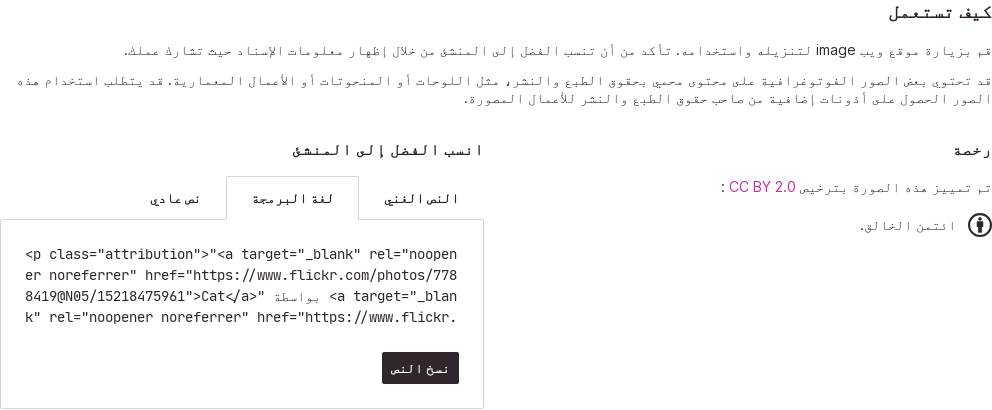 كيف تستعمل
قم بزيارة موقع ويب image لتنزيله واستخدامه. تأكد من أن تنسب الفضل إلى المنشئ من خلال إظهار معلومات الإسناد حيث تشارك عملك.
قد تحتوي بعض الصور الفوتوغرافية على محتوى محمي بحقوق الطبع والنشر، مثل اللوحات أو المنحوتات أو الأعمال المعمارية. قد يتطلب استخدام هذه
الصور الحصول على أذونات إضافية من صاحب حقوق الطبع والنشر للأعمال المصورة.
رخصة
تم تمييز هذه الصورة بترخيص CC BY 2.0 :
ائتمن الخالق.
انسب الفضل إلى المنشئ
النص الغني لغة البرمجة نص عادي
<p class="attribution">"<a target="_blank" rel="noopen
er noreferrer" href="https://www.flickr.com/photos/778
8419@N05/15218475961">Cat</a>" بواسطة <a target="_blan
k" rel="noopener noreferrer" href="https://www.flickr.
نسخ النص